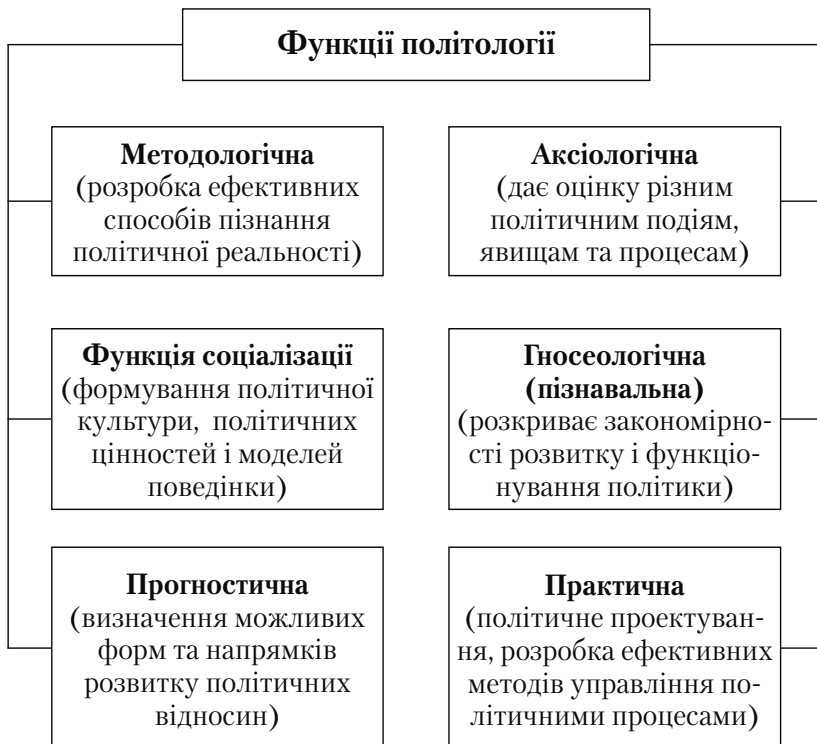 Функції політології
Методологічна
(розробка ефективних
способів пізнання
політичної реальності)
Аксіологічна
(дає оцінку різним
політичним подіям,
явищам та процесам)
Функція соціалізації
(формування політичної
культури, політичних
цінностей і моделей
поведінки)
Гносеологічна
(пізнавальна)
(розкриває закономірно-
сті розвитку і функціо-
нування політики)
Прогностична
(визначення можливих
форм та напрямків
розвитку політичних
відносин)
Практична
(політичне проектуван-
ня, розробка ефективних
методів управління по-
літичними процесами)